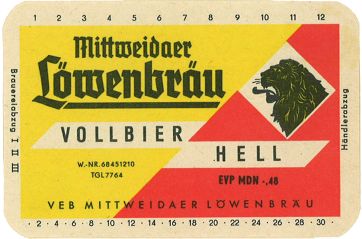 1 2 3 4 5 6 7 8 9 10 11 12
Mittweidaer
Löwenbräu
VOLLBIER
HELL
W.-NR. 68451210
TGL 7764
EVP MDN -.48
VEB MITTWEIDAER LÖWENBRÄU
· 2 · 4 · 6 · 8 · 10 · 12 · 14 · 16 · 18 · 20 · 22 · 24 · 26 · 28 · 30 ·
Brauereiabzug I II III
Händlerabzug